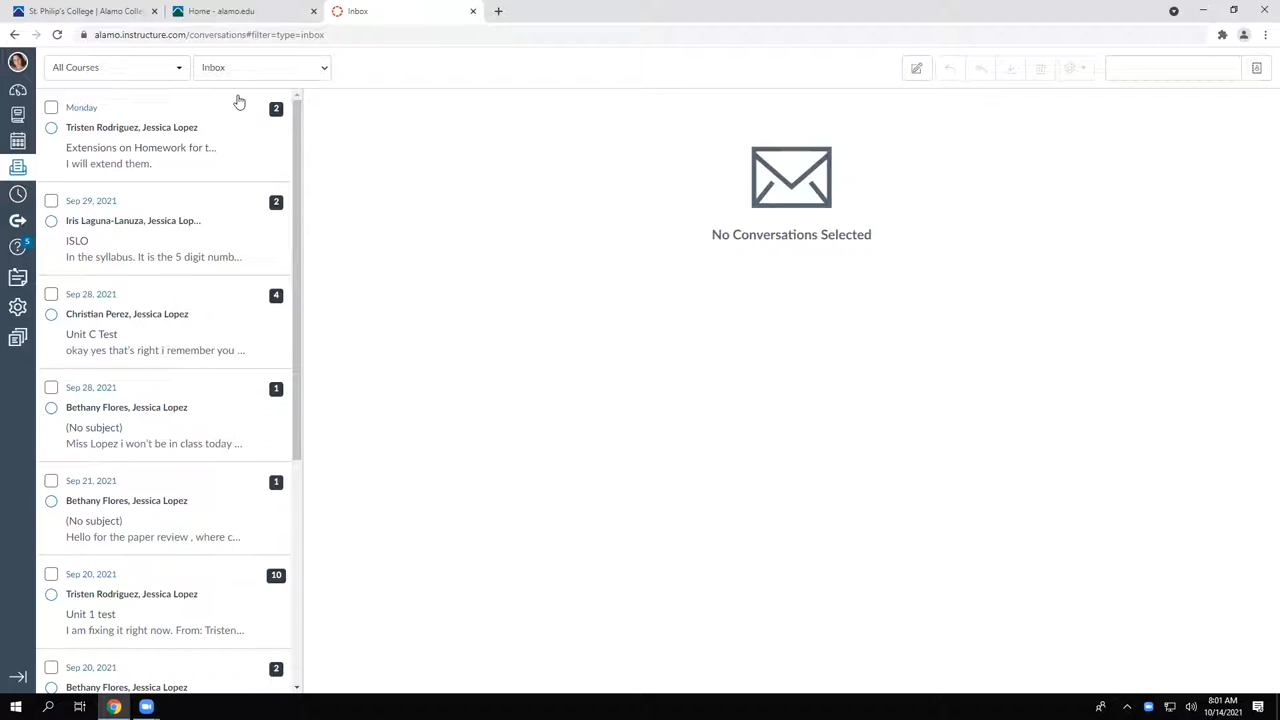 St. Philip's College | Alamo Colle
Home - alamo.edu
Inbox
alamo.instructure.com/conversations#filter=type=inbox
All Courses
Inbox
Monday
2
Tristen Rodriguez, Jessica Lopez
Extensions on Homework for t...
I will extend them.
Sep 29, 2021
2
Iris Laguna-Lanuza, Jessica Lop...
ISLO
In the syllabus. It is the 5 digit numb...
Sep 28, 2021
4
Christian Perez, Jessica Lopez
Unit C Test
okay yes that's right i remember you ...
Sep 28, 2021
1
Bethany Flores, Jessica Lopez
(No subject)
Miss Lopez i won't be in class today ...
Sep 21, 2021
1
Bethany Flores, Jessica Lopez
(No subject)
Hello for the paper review , where c...
Sep 20, 2021
10
Tristen Rodriguez, Jessica Lopez
Unit 1 test
I am fixing it right now. From: Tristen...
Sep 20, 2021
2
Bethany Flores, Jessica Lopez
5
No Conversations Selected
8:01 AM
10/14/2021